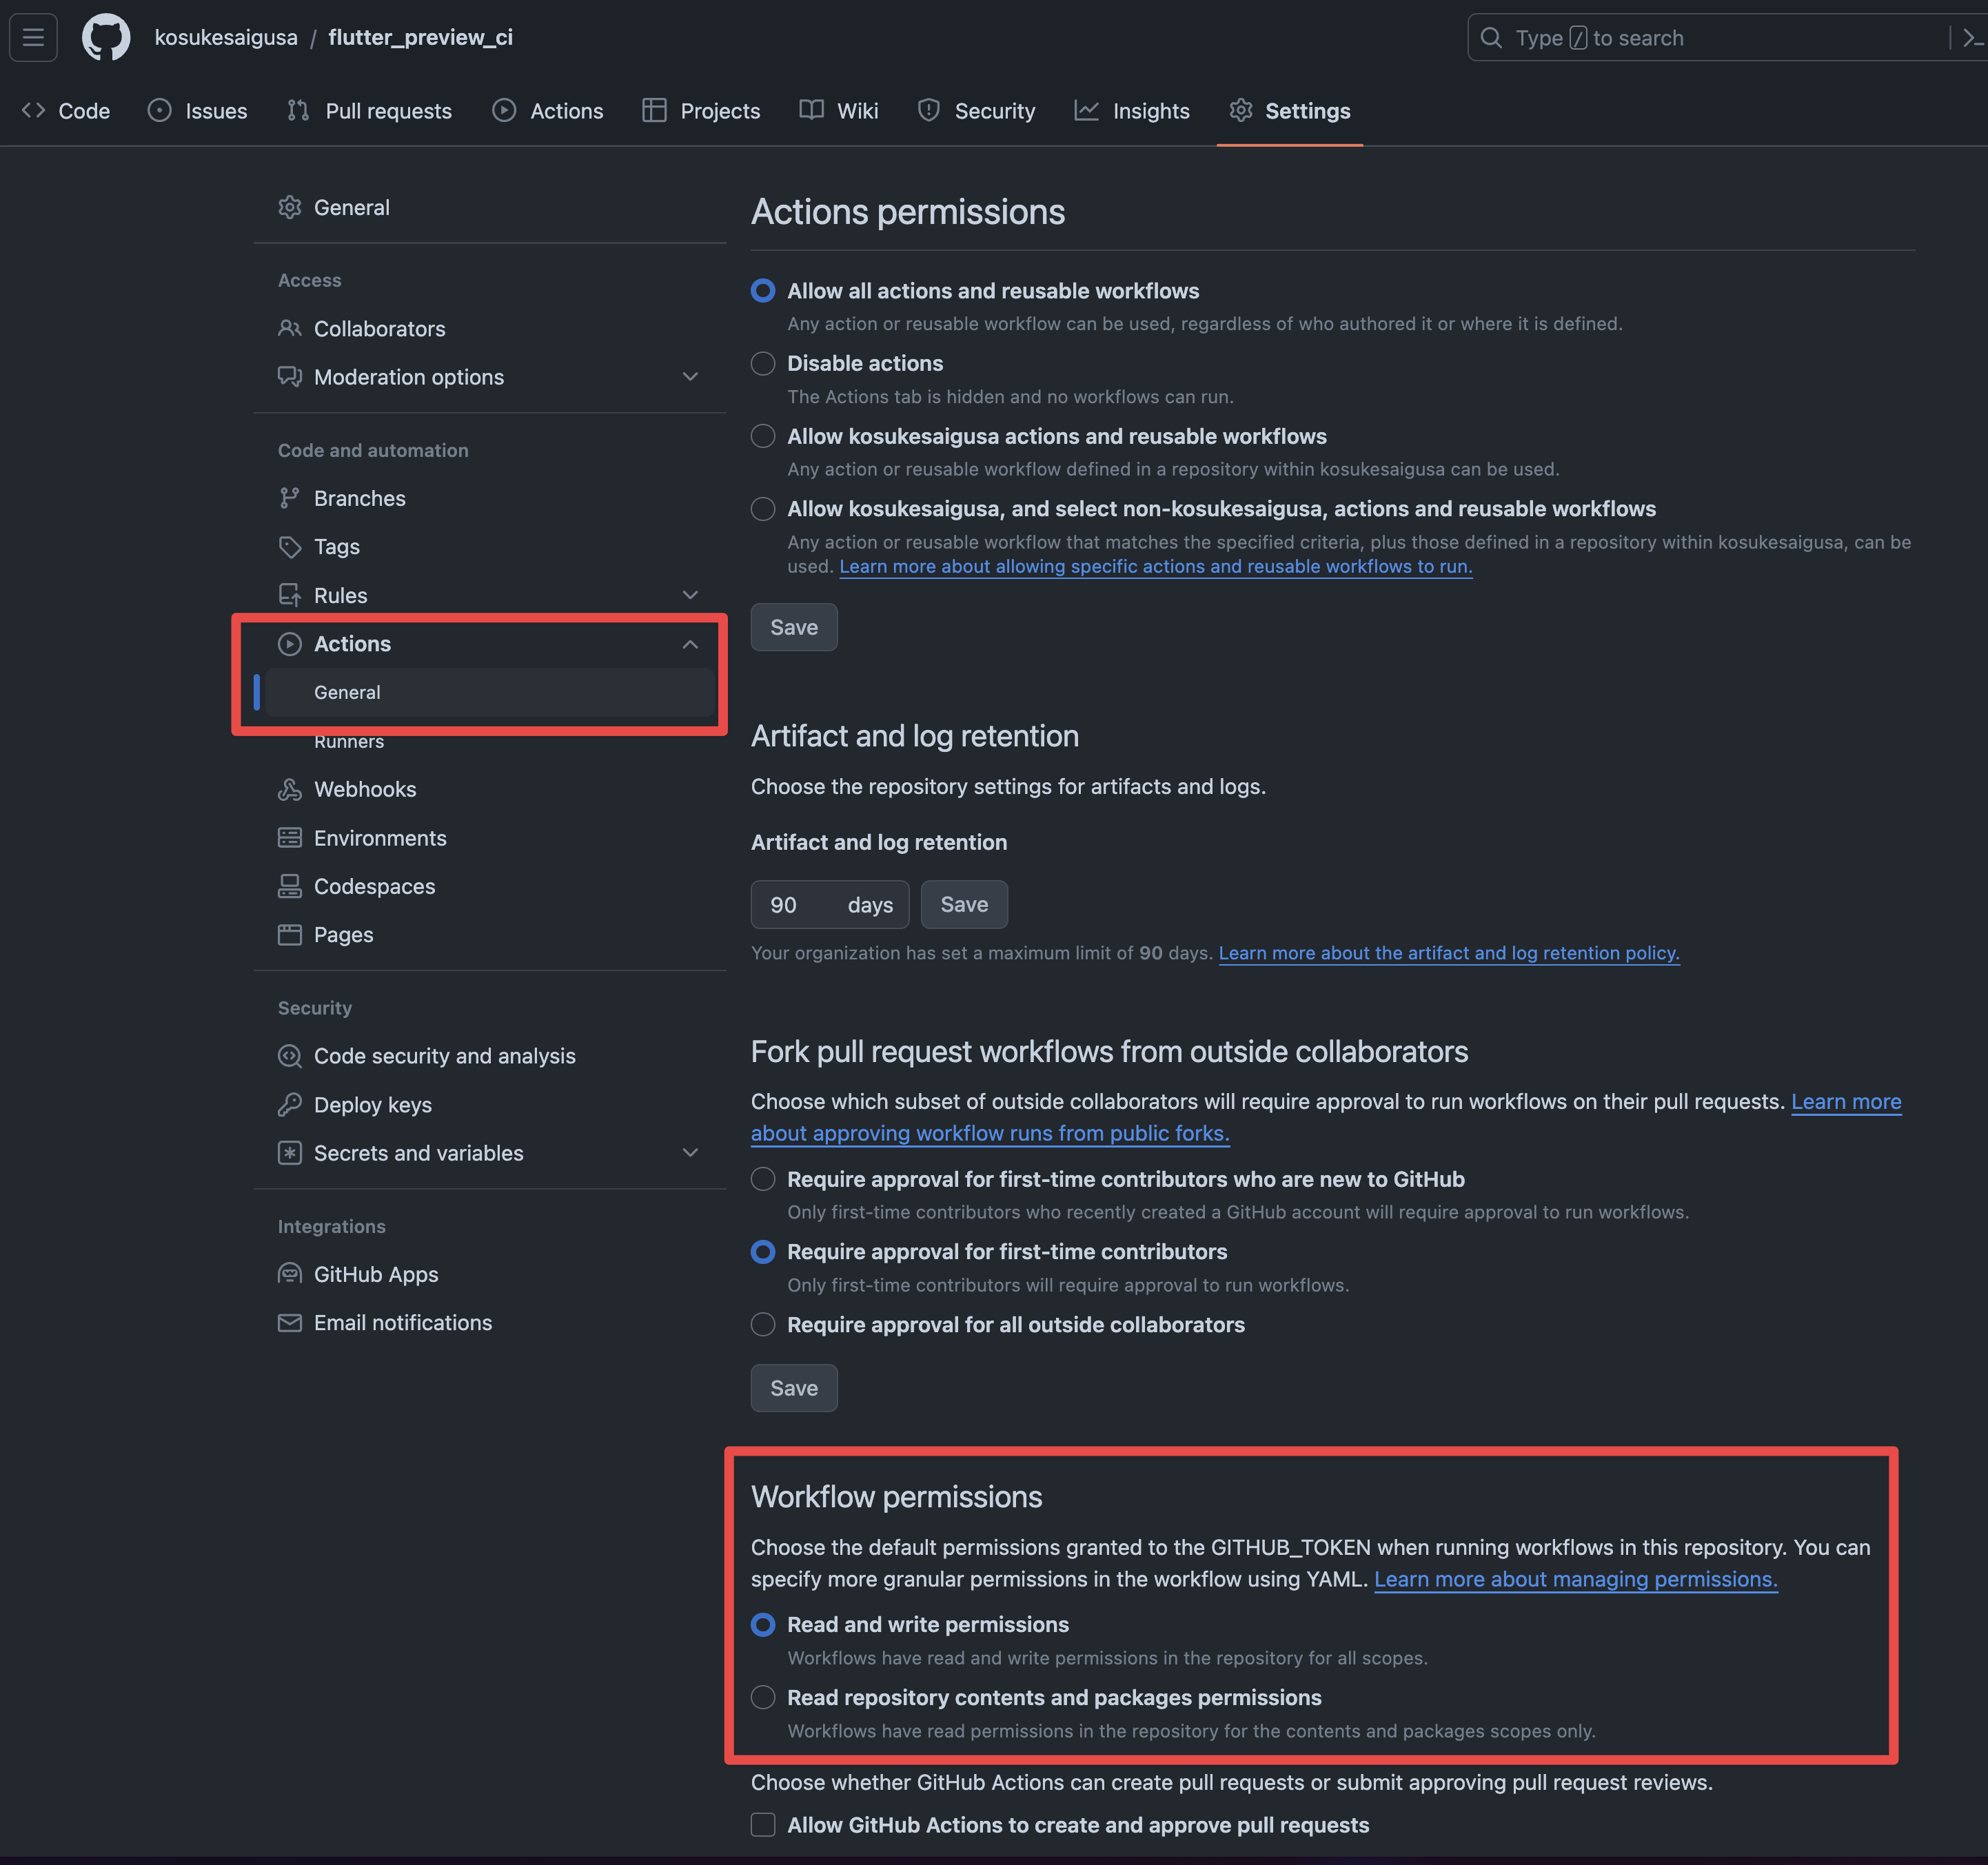 kosukesaigusa / flutter_preview_ci
Type / to search
Code Issues Pull requests Actions Projects Wiki Security Insights Settings
General
Access
Collaborators
Moderation options
Code and automation
Branches
Tags
Rules
Actions
General
Runners
Webhooks
Environments
Codespaces
Pages
Security
Code security and analysis
Deploy keys
Secrets and variables
Integrations
GitHub Apps
Email notifications
Actions permissions
Allow all actions and reusable workflows
Any action or reusable workflow can be used, regardless of who authored it or where it is defined.
Disable actions
The Actions tab is hidden and no workflows can run.
Allow kosukesaigusa actions and reusable workflows
Any action or reusable workflow defined in a repository within kosukesaigusa can be used.
Allow kosukesaigusa, and select non-kosukesaigusa, actions and reusable workflows
Any action or reusable workflow that matches the specified criteria, plus those defined in a repository within kosukesaigusa, can be
used. Learn more about allowing specific actions and reusable workflows to run.
Save
Artifact and log retention
Choose the repository settings for artifacts and logs.
Artifact and log retention
90 days Save
Your organization has set a maximum limit of 90 days. Learn more about the artifact and log retention policy.
Fork pull request workflows from outside collaborators
Choose which subset of outside collaborators will require approval to run workflows on their pull requests. Learn more
about approving workflow runs from public forks.
Require approval for first-time contributors who are new to GitHub
Only first-time contributors who recently created a GitHub account will require approval to run workflows.
Require approval for first-time contributors
Only first-time contributors will require approval to run workflows.
Require approval for all outside collaborators
Save
Workflow permissions
Choose the default permissions granted to the GITHUB_TOKEN when running workflows in this repository. You can
specify more granular permissions in the workflow using YAML. Learn more about managing permissions.
Read and write permissions
Workflows have read and write permissions in the repository for all scopes.
Read repository contents and packages permissions
Workflows have read permissions in the repository for the contents and packages scopes only.
Choose whether GitHub Actions can create pull requests or submit approving pull request reviews.
Allow GitHub Actions to create and approve pull requests